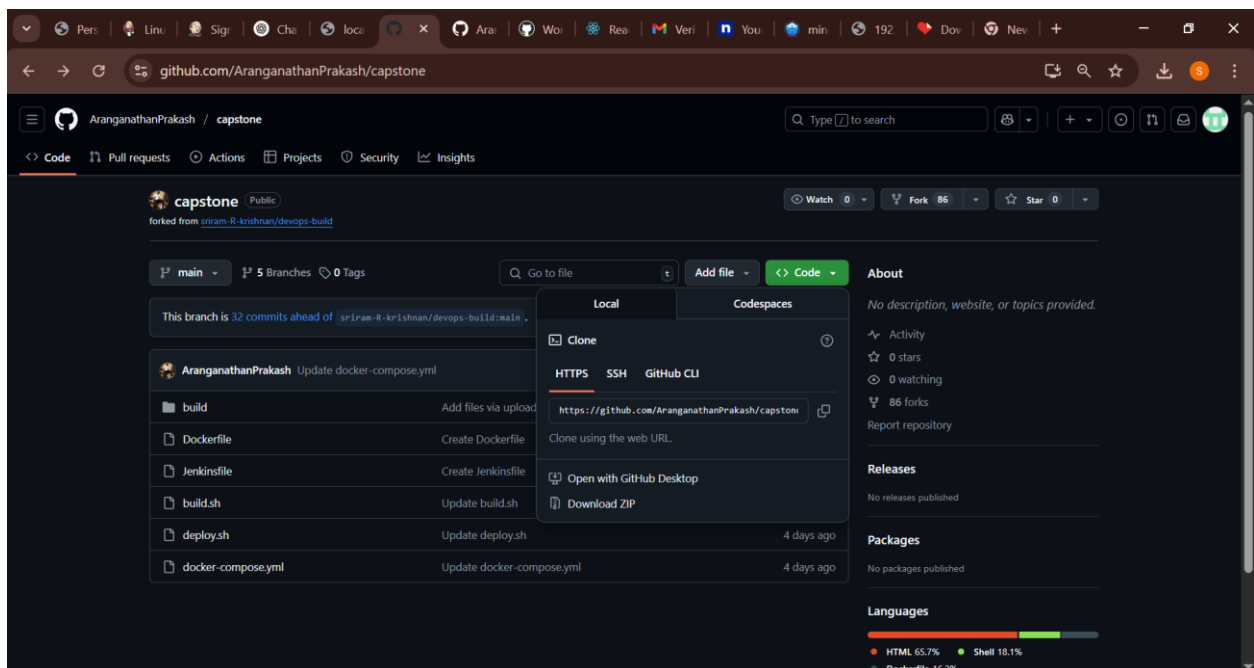 Pers
Linu
Sigr
Cha
loca
Ara
Wor
Rea
Veri
You
min
192
Dov
New
github.com/AranganathanPrakash/capstone
S
AranganathanPrakash / capstone
Type / to search
Code Pull requests Actions Projects Security Insights
capstone Public
Watch 0 Fork 86 Star 0
forked from sriram-R-krishnan/devops-build
main 5 Branches 0 Tags
Go to file t Add file Code
About
Local Codespaces
No description, website, or topics provided.
This branch is 32 commits ahead of sriram-R-krishnan/devops-build:main .
Clone
Activity
0 stars
HTTPS SSH GitHub CLI
0 watching
AranganathanPrakash Update docker-compose.yml
86 forks
build Add files via upload
https://github.com/AranganathanPrakash/capstone
Report repository
Dockerfile Create Dockerfile
Clone using the web URL.
Jenkinsfile Create Jenkinsfile
Open with GitHub Desktop
Releases
build.sh Update build.sh
Download ZIP
No releases published
deploy.sh Update deploy.sh 4 days ago
Packages
docker-compose.yml Update docker-compose.yml 4 days ago
No packages published
Languages
HTML 65.7% Shell 18.1%